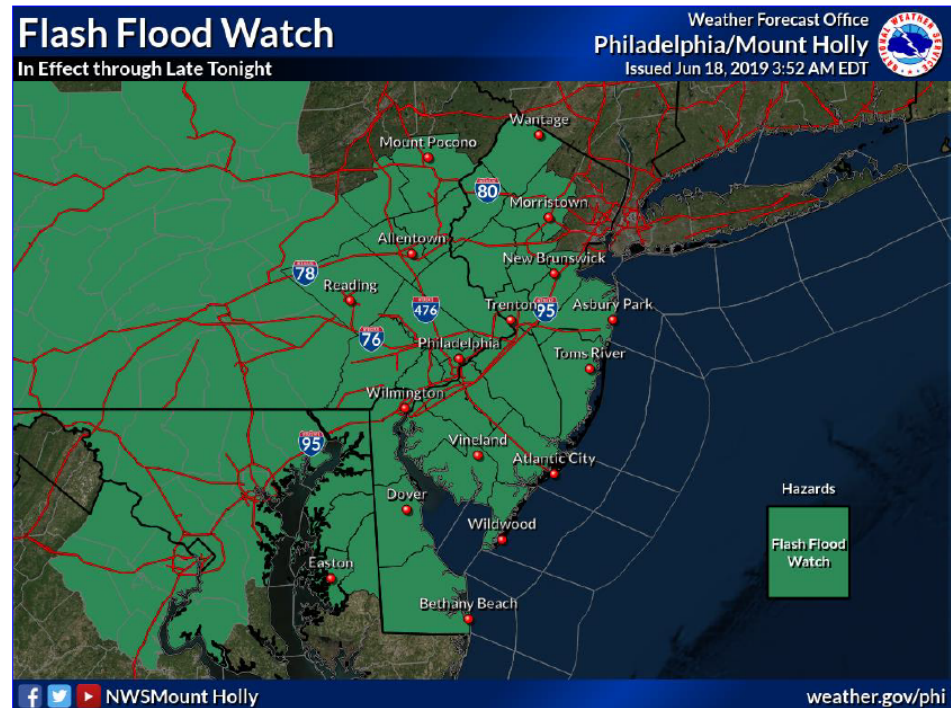 Flash Flood Watch
In Effect through Late Tonight
Weather Forecast Office
Philadelphia/Mount Holly
Issued Jun 18, 2019 3:52 AM EDT
NATIONAL WEATHER SERVICE
Wantage
Mount Pocono
80
Morristown
Allentown
New Brunswick
78
Reading
476
Trenton
95
Asbury Park
76
Philadelphia
Toms River
Wilmington
95
Vineland
Atlantic City
Dover
Wildwood
Easton
Bethany Beach
Hazards
Flash Flood
Watch
NWSMount Holly
weather.gov/phi